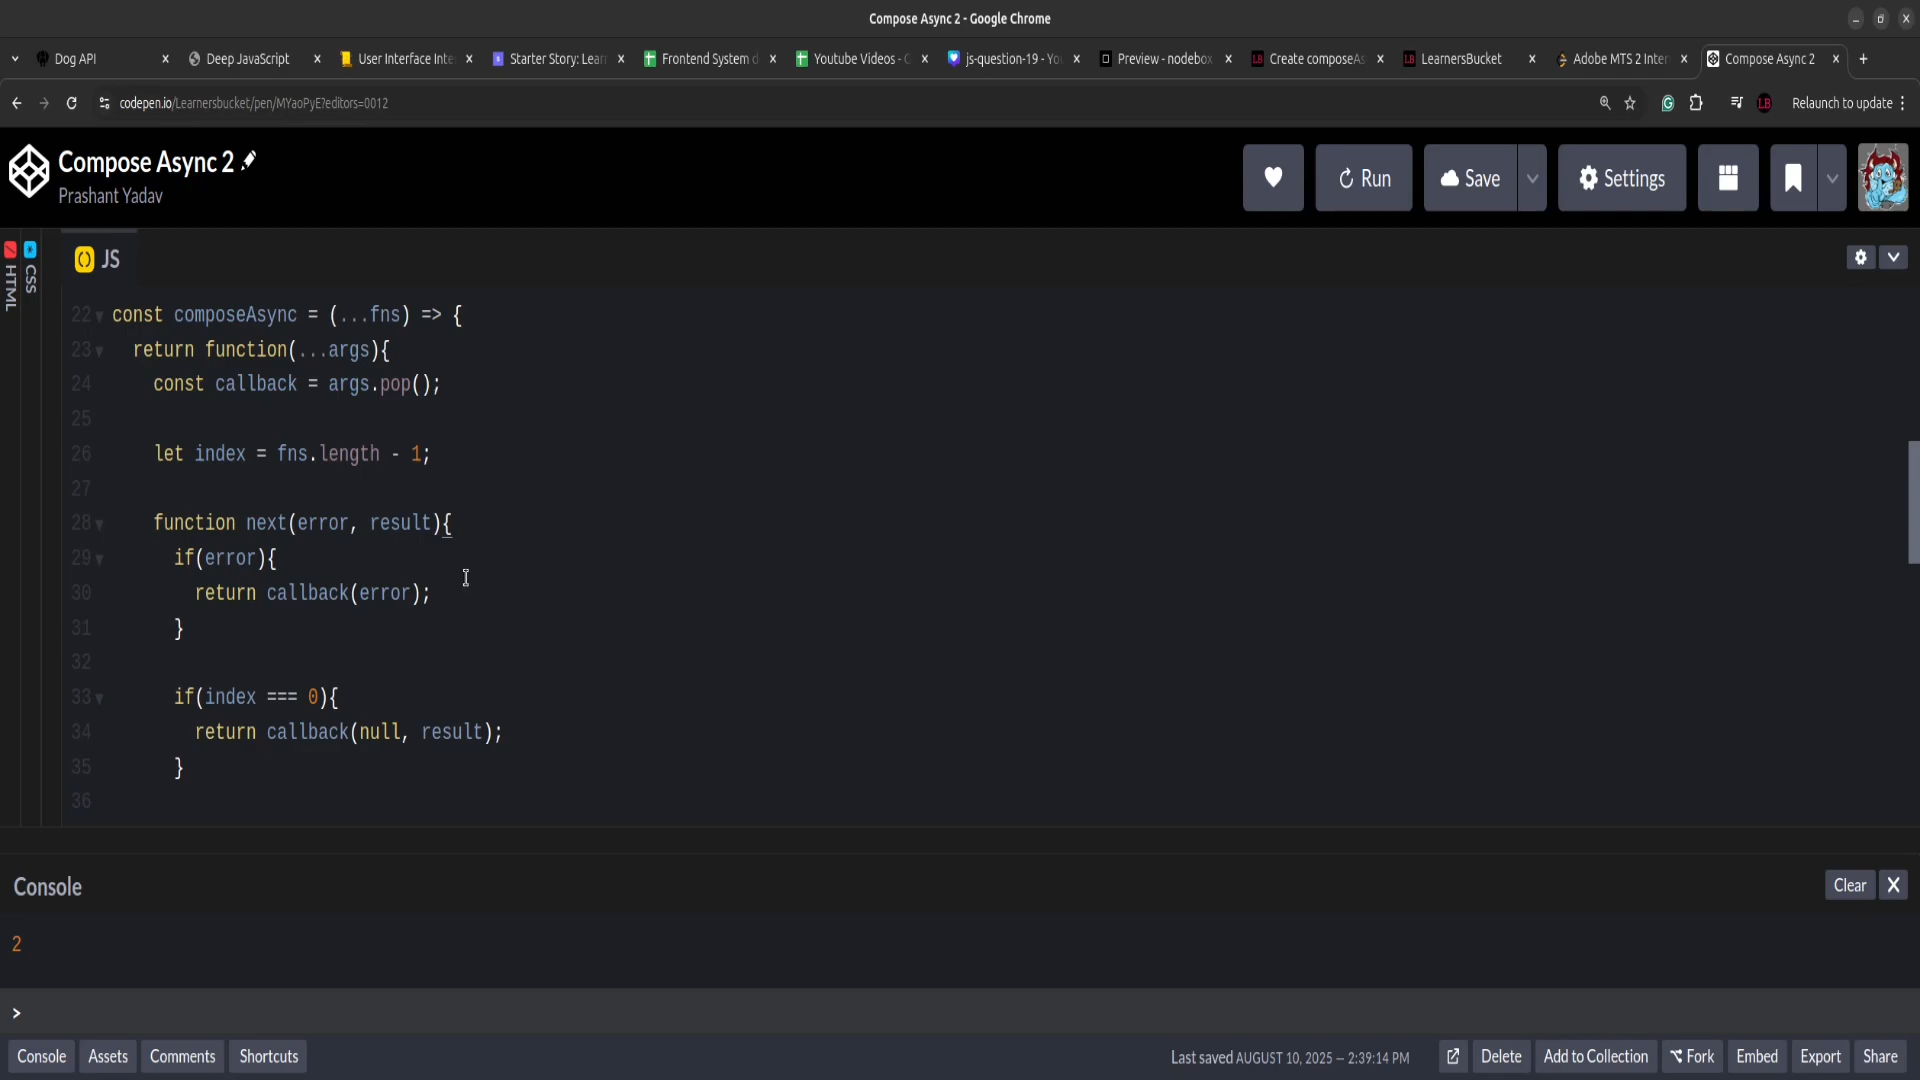 Compose Async 2 - Google Chrome
Dog API
Deep JavaScript
User Interface Inte
Starter Story: Lear
Frontend System d
Youtube Videos - G
js-question-19 - Yo
Preview - nodebo
Create composeAs
LearnersBucket
Adobe MTS 2 Inter
Compose Async 2
codepen.io/Learnersbucket/pen/MYaoPyE?editors=0012
LB
Relaunch to update
Compose Async 2
Prashant Yadav
Run
Save
Settings
HTML
CSS
JS
22 const composeAsync = (...fns) => {
23 return function(...args){
24 const callback = args.pop();
25
26 let index = fns.length - 1;
27
28 function next(error, result){
29 if(error){
30 return callback(error);
31 }
32
33 if(index === 0){
34 return callback(null, result);
35 }
36
Console
Clear X
2
>
Console Assets Comments Shortcuts
Last saved AUGUST 10, 2025 — 2:39:14 PM
Delete Add to Collection Fork Embed Export Share